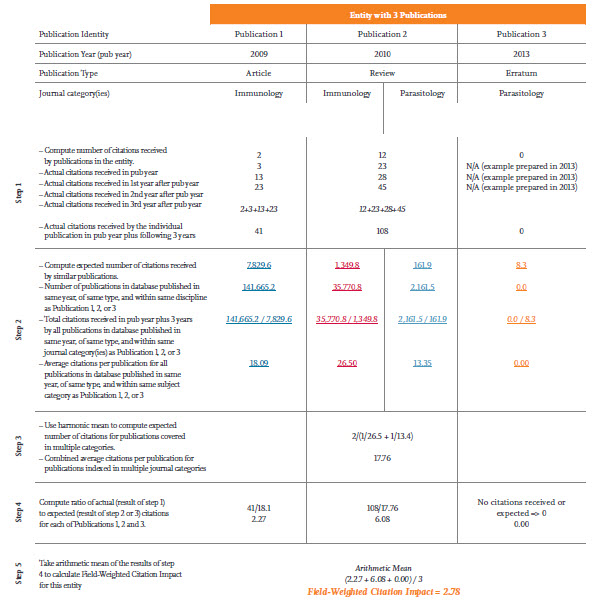 Entity with 3 Publications
Publication Identity Publication 1 Publication 2 Publication 3
Publication Year (pub year) 2009 2010 2013
Publication Type Article Review Erratum
Journal category(ies) Immunology Immunology Parasitology Parasitology
Step 1
– Compute number of citations received
by publications in the entity. 2 12 0
– Actual citations received in pub year 3 23 N/A (example prepared in 2013)
– Actual citations received in 1st year after pub year 13 28 N/A (example prepared in 2013)
– Actual citations received in 2nd year after pub year 23 45 N/A (example prepared in 2013)
– Actual citations received in 3rd year after pub year 2+3+13+23 12+23+28+45
– Actual citations received by the individual
publication in pub year plus following 3 years 41 108 0
Step 2
– Compute expected number of citations received 7,829.6 1,349.8 161.9 8.3
by similar publications.
– Number of publications in database published in 141,665.2 35,770.8 2,161.5 0.0
same year, of same type, and within same discipline
as Publication 1, 2, or 3
– Total citations received in pub year plus 3 years 141,665.2 / 7,829.6 35,770.8 / 1,349.8 2,161.5 / 161.9 0.0 / 8.3
by all publications in database published in
same year, of same type, and within same
journal category(ies) as Publication 1, 2, or 3
– Average citations per publication for all 18.09 26.50 13.35 0.00
publications in database published in same
year, of same type, and within same subject
category as Publication 1, 2, or 3
Step 3
– Use harmonic mean to compute expected
number of citations for publications covered 2/(1/26.5 + 1/13.4)
in multiple categories.
– Combined average citations per publication for 17.76
publications indexed in multiple journal categories
Step 4
Compute ratio of actual (result of step 1) 41/18.1 108/17.76 No citations received or
to expected (result of step 2 or 3) citations 2.27 6.08 expected => 0
for each of Publications 1, 2 and 3. 0.00
Step 5
Take arithmetic mean of the results of step Arithmetic Mean
4 to calculate Field-Weighted Citation Impact (2.27 + 6.08 + 0.00) / 3
for this entity Field-Weighted Citation Impact = 2.78